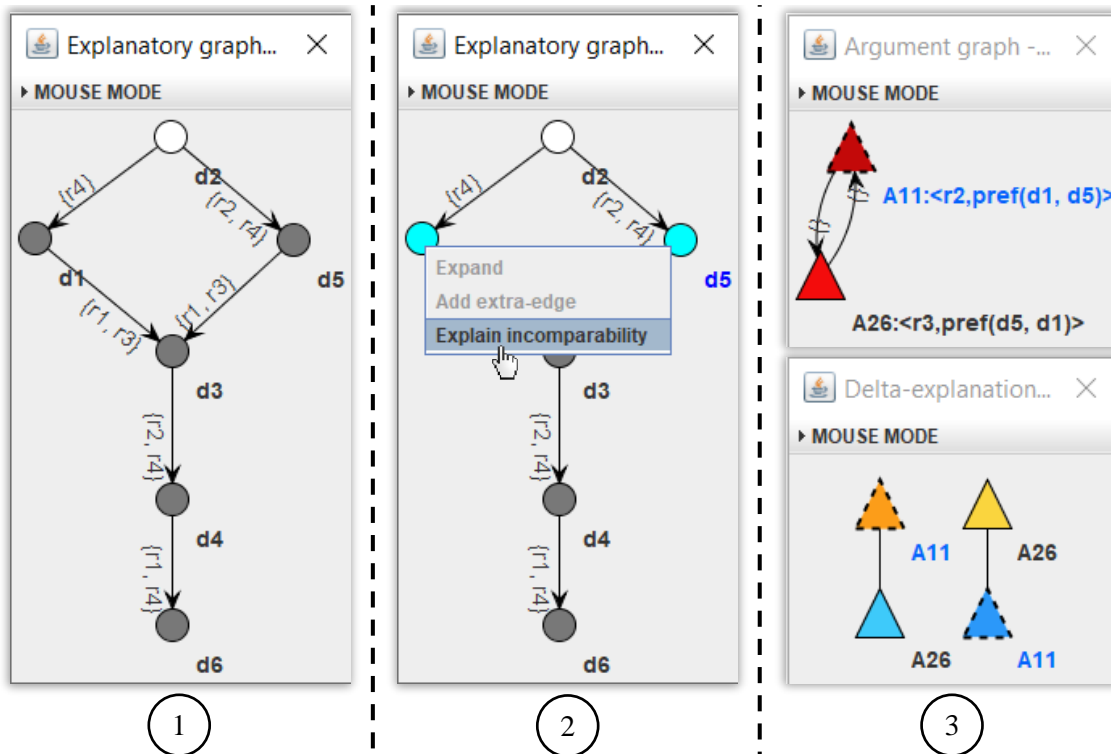 Explanatory graph...
MOUSE MODE
d2
{r4}
{r2, r4}
d1
d5
{r1, r3}
{r1, r3}
d3
{r2, r4}
d4
{r1, r4}
d6
1
Explanatory graph...
MOUSE MODE
d2
{r4}
{r2, r4}
d5
Expand
Add extra-edge
Explain incomparability
d3
{r2, r4}
d4
{r1, r4}
d6
2
Argument graph -...
MOUSE MODE
A11:<r2,pref(d1, d5)>
{}
{}
A26:<r3,pref(d5, d1)>
Delta-explanation...
MOUSE MODE
A11
A26
A26
A11
3